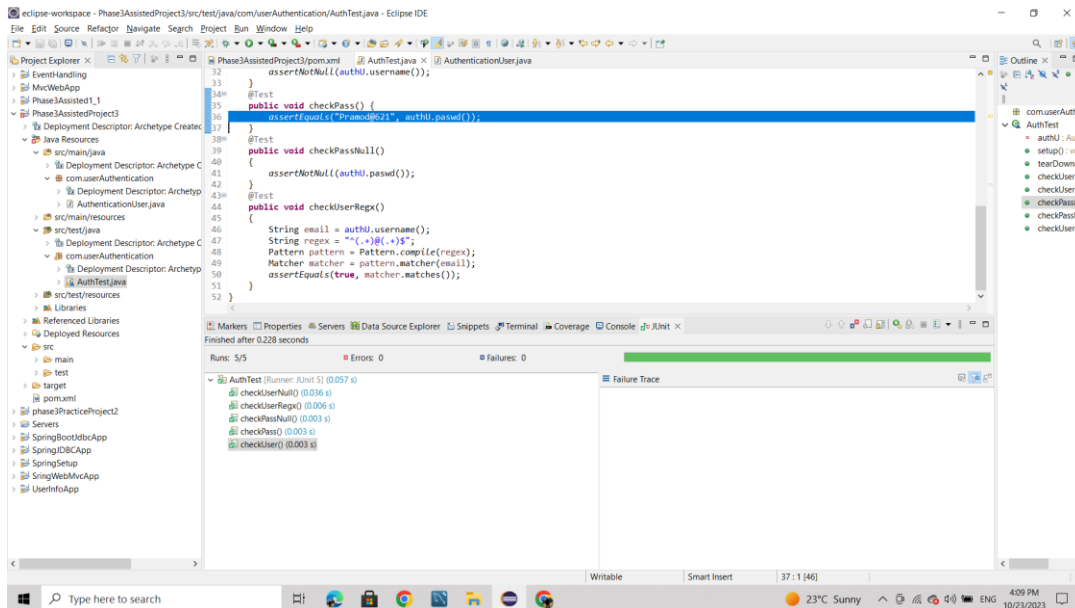 eclipse-workspace - Phase3AssistedProject3/src/test/java/com/userAuthentication/AuthTest.java - Eclipse IDE
File Edit Source Refactor Navigate Search Project Run Window Help
Project Explorer
EventHandling
MvcWebApp
Phase3Assisted1_1
Phase3AssistedProject3
Deployment Descriptor: Archetype Created
Java Resources
src/main/java
Deployment Descriptor: Archetype C
com.userAuthentication
Deployment Descriptor: Archetyp
AuthenticationUser.java
src/main/resources
src/test/java
Deployment Descriptor: Archetype C
com.userAuthentication
Deployment Descriptor: Archetyp
AuthTest.java
src/test/resources
Libraries
Referenced Libraries
Deployed Resources
src
main
test
target
pom.xml
phase3PracticeProject2
Servers
SpringBootJdbcApp
SpringJDBCApp
SpringSetup
SringWebMvcApp
UserInfoApp
Phase3AssistedProject3/pom.xml AuthTest.java AuthenticationUser.java
32 assertNotNull(authU.username());
33 }
34 @Test
35 public void checkPass() {
36 assertEquals("Pramod@621", authU.paswd());
37 }
38 @Test
39 public void checkPassNull()
40 {
41 assertNotNull(authU.paswd());
42 }
43 @Test
44 public void checkUserRegx()
45 {
46 String email = authU.username();
47 String regex = "^(.+)@(.+)$";
48 Pattern pattern = Pattern.compile(regex);
49 Matcher matcher = pattern.matcher(email);
50 assertEquals(true, matcher.matches());
51 }
52 }
Outline
com.userAuth
AuthTest
authU : Au
setup() : v
tearDown
checkUser
checkUser
checkPass
checkPass
checkUser
Markers Properties Servers Data Source Explorer Snippets Terminal Coverage Console JUnit
Finished after 0.228 seconds
Runs: 5/5 Errors: 0 Failures: 0
AuthTest [Runner: JUnit 5] (0.057 s)
checkUserNull() (0.036 s)
checkUserRegx() (0.006 s)
checkPassNull() (0.003 s)
checkPass() (0.003 s)
checkUser() (0.003 s)
Failure Trace
Writable Smart Insert 37 : 1 [46]
Type here to search
23°C Sunny ENG 4:09 PM
10/23/2023